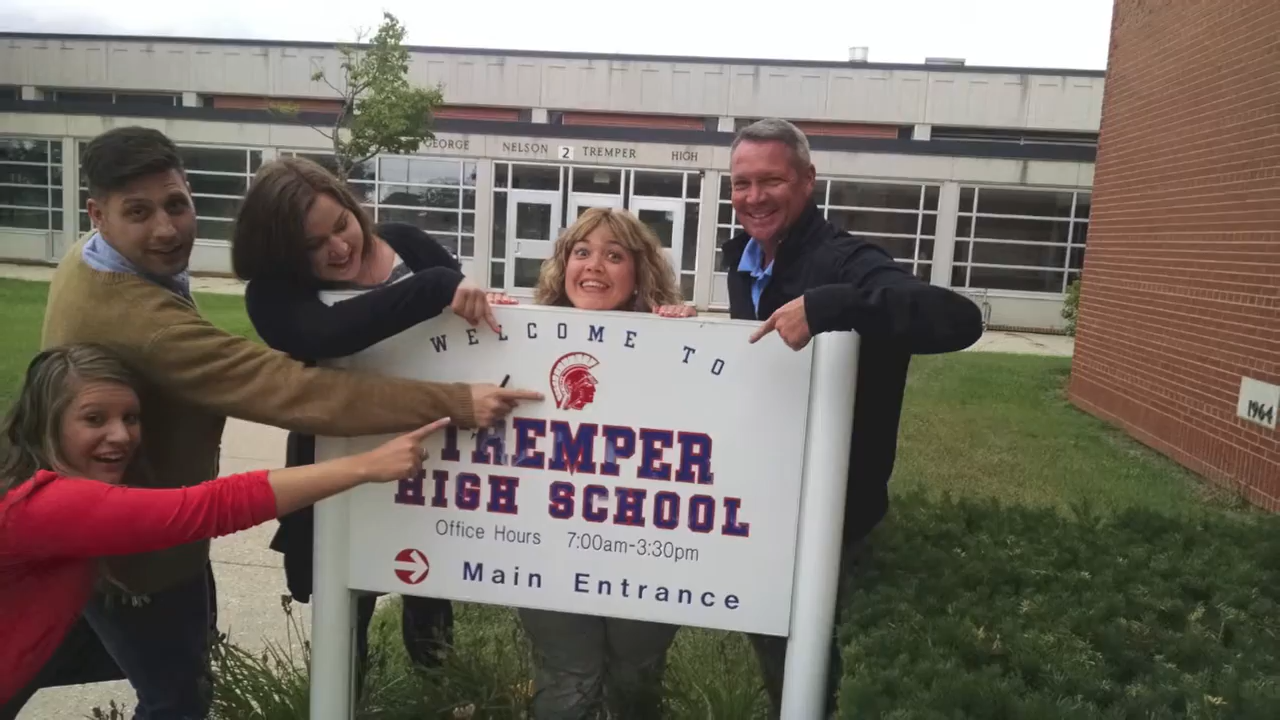 GEORGE NELSON 2 TREMPER HIGH
WELCOME TO
TREMPER
HIGH SCHOOL
Office Hours 7:00am-3:30pm
Main Entrance
1964